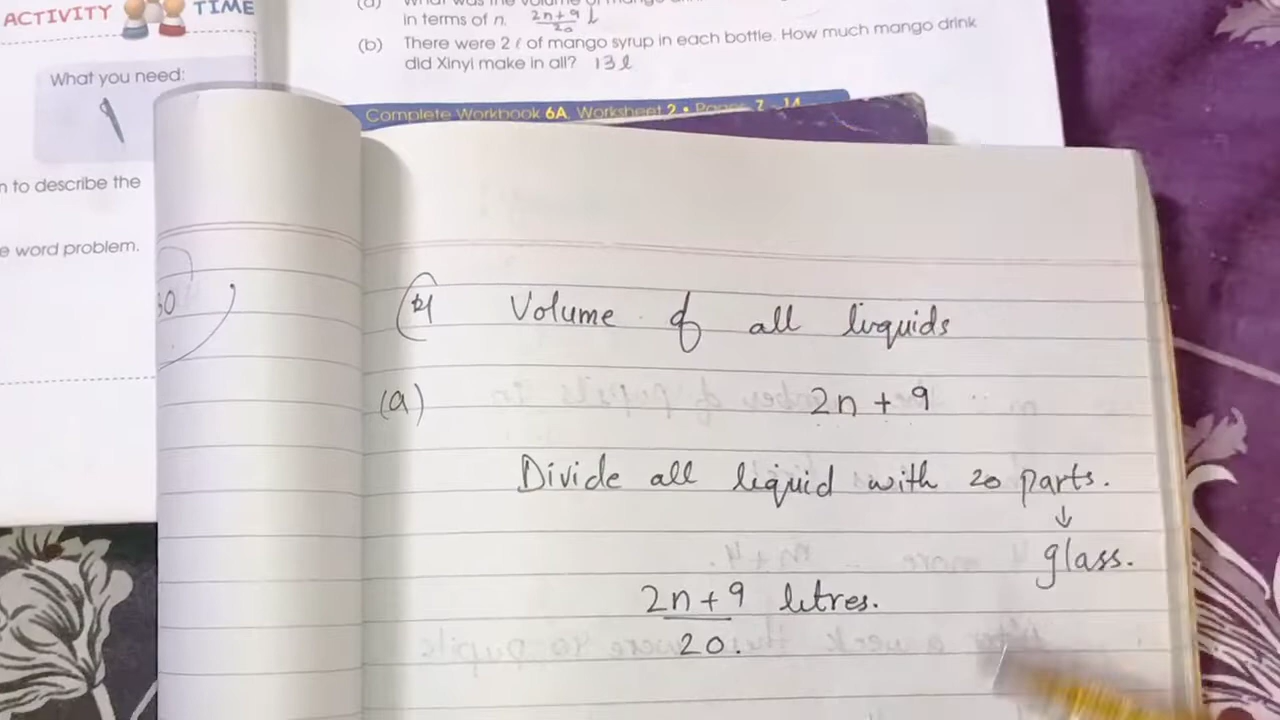 ACTIVITY TIME
What you need:
n to describe the
e word problem.
in terms of n. 2n+9/20 l
(b) There were 2 ℓ of mango syrup in each bottle. How much mango drink
did Xinyi make in all? 13 l
Complete Workbook 6A, Worksheet 2 • Pages 7 - 14
Volume of all liquids
(a) 2n + 9
Divide all liquid with 20 parts.
↓
glass.
2n + 9 litres.
20.